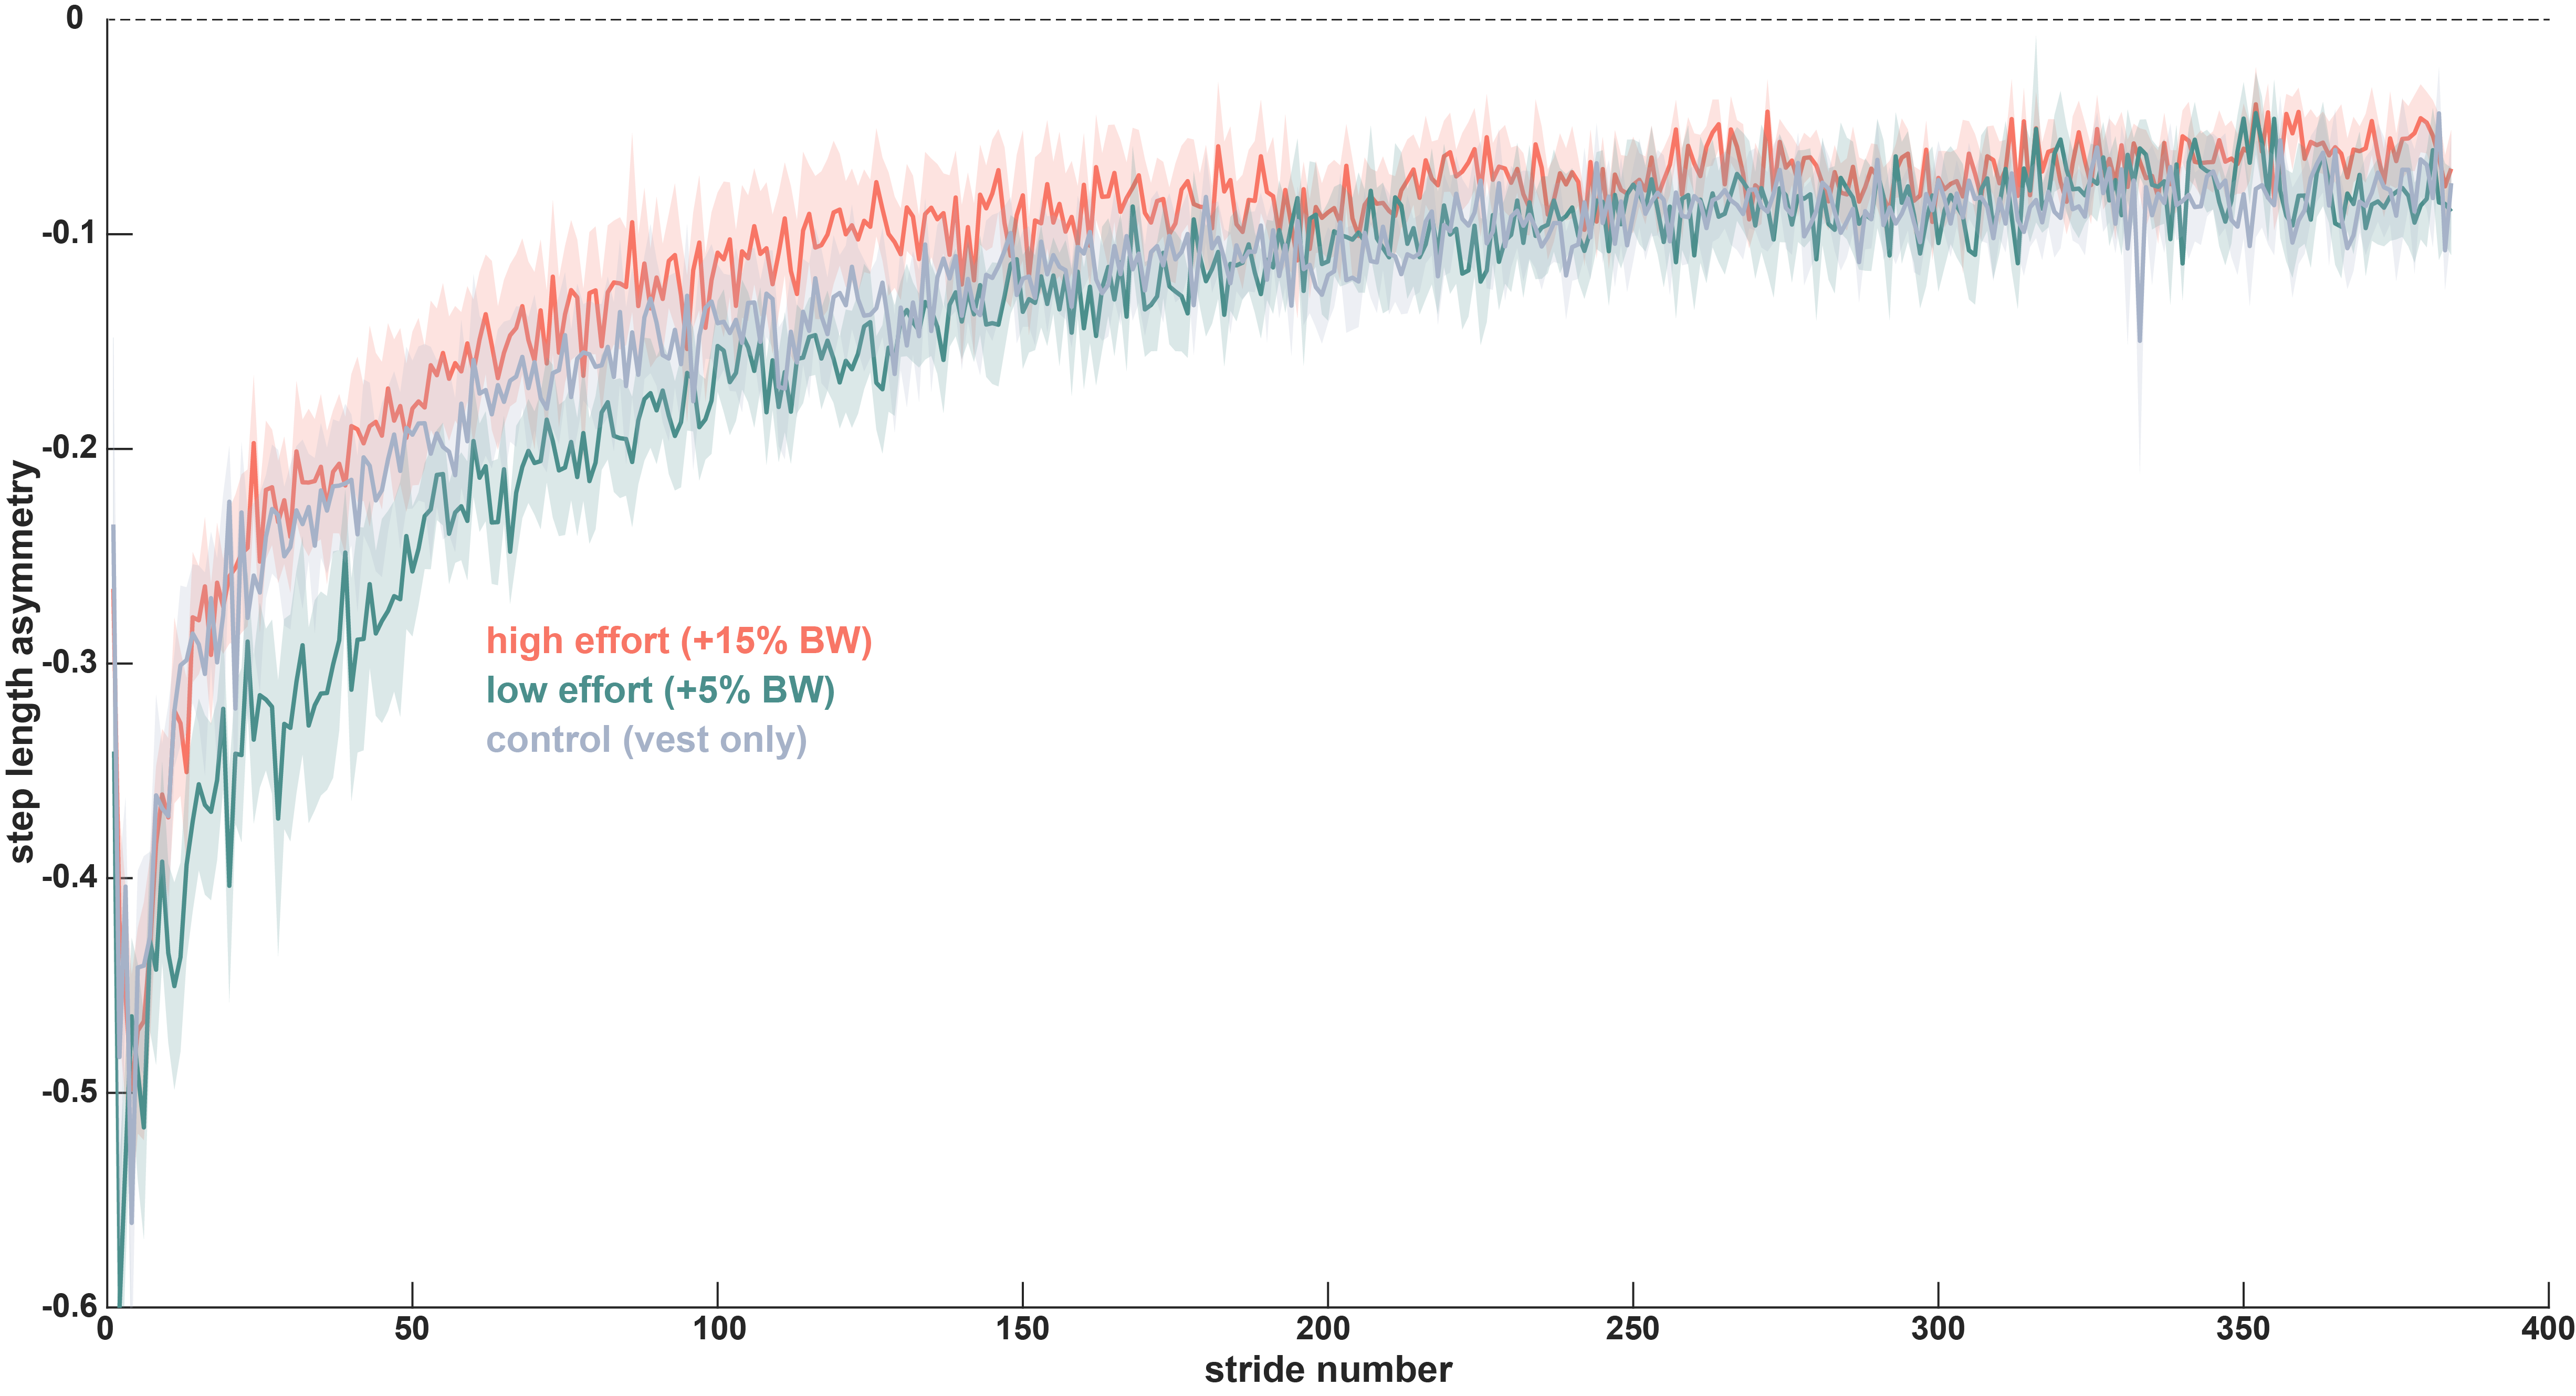 0
-0.1
-0.2
-0.3
-0.4
-0.5
-0.6
step length asymmetry
high effort (+15% BW)
low effort (+5% BW)
control (vest only)
0 50 100 150 200 250 300 350 400
stride number